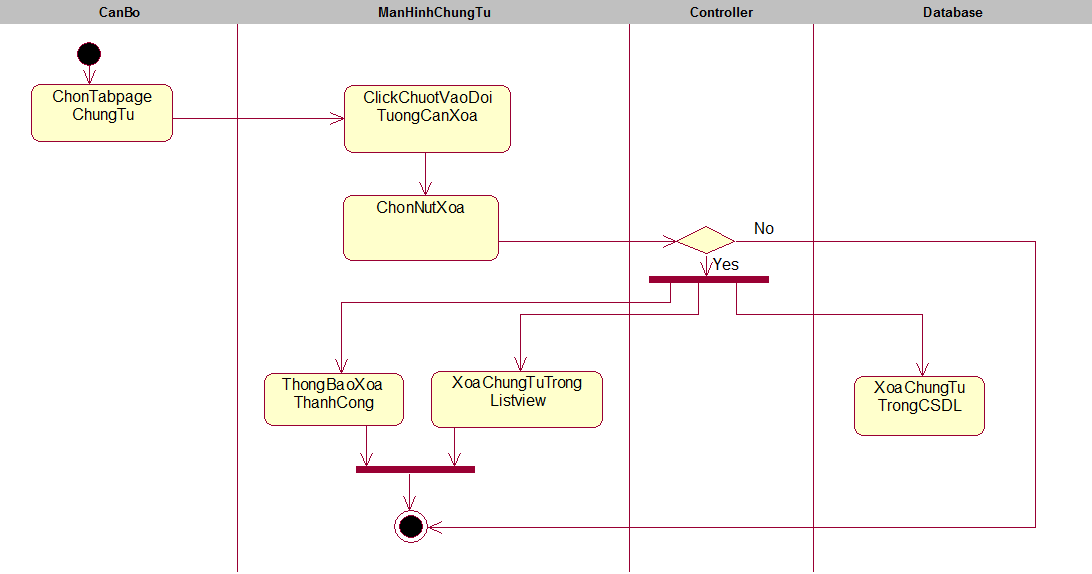 CanBo
ManHinhChungTu
Controller
Database
ChonTabpage
ChungTu
ClickChuotVaoDoi
TuongCanXoa
ChonNutXoa
No
Yes
ThongBaoXoa
ThanhCong
XoaChungTuTrong
Listview
XoaChungTu
TrongCSDL